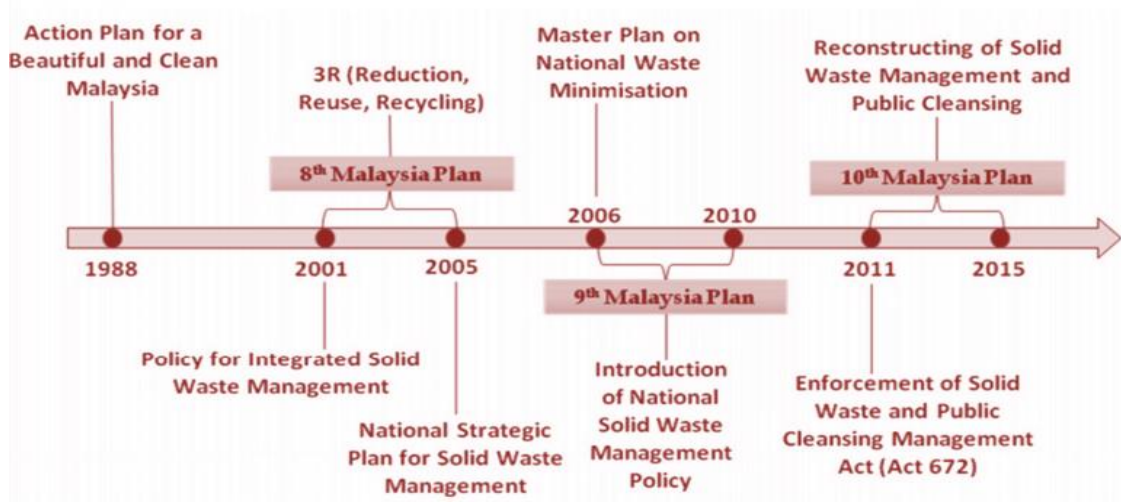 Action Plan for a
Beautiful and Clean
Malaysia
3R (Reduction,
Reuse, Recycling)
Master Plan on
National Waste
Minimisation
Reconstructing of Solid
Waste Management and
Public Cleansing
8th Malaysia Plan
10th Malaysia Plan
2006
2010
1988
2001
2005
2011
2015
9th Malaysia Plan
Policy for Integrated Solid
Waste Management
National Strategic
Plan for Solid Waste
Management
Introduction
of National
Solid Waste
Management
Policy
Enforcement of Solid
Waste and Public
Cleansing Management
Act (Act 672)